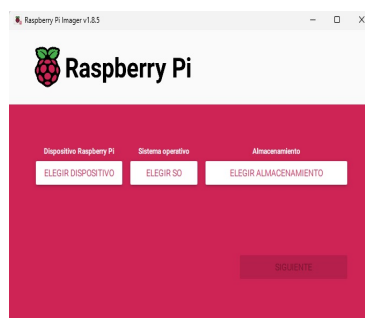 Raspberry Pi Imager v1.8.5
Raspberry Pi
Dispositivo Raspberry Pi Sistema operativo Almacenamiento
ELEGIR DISPOSITIVO ELEGIR SO ELEGIR ALMACENAMIENTO
SIGUIENTE